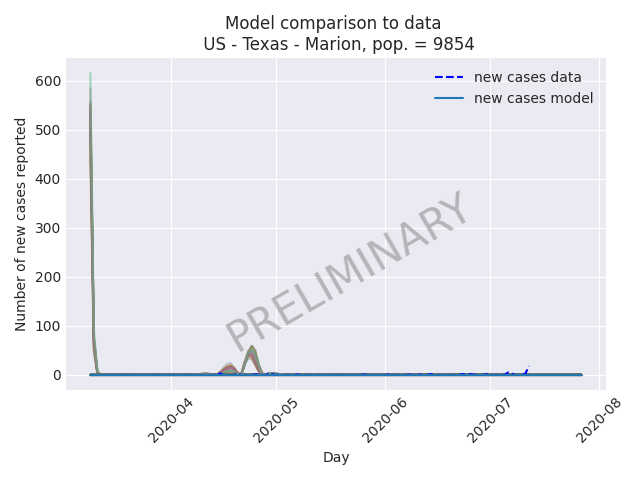 Model comparison to data
US - Texas - Marion, pop. = 9854
new cases data
new cases model
Number of new cases reported
600
500
400
300
200
100
0
PRELIMINARY
2020-04
2020-05
2020-06
2020-07
2020-08
Day